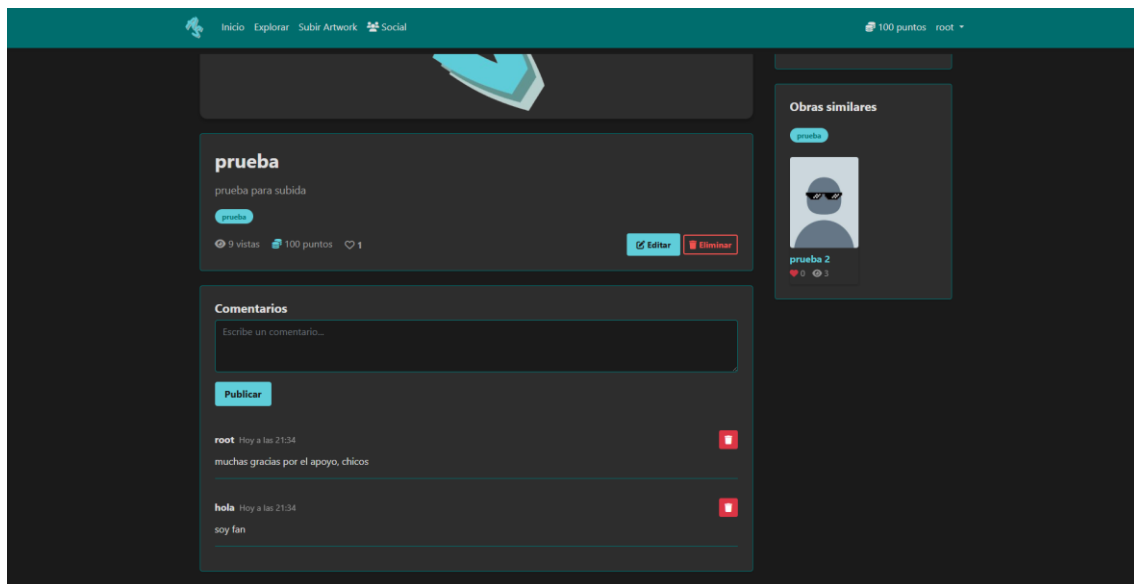 Inicio Explorar Subir Artwork Social 100 puntos root
prueba
prueba para subida
prueba
9 vistas 100 puntos 1 Editar Eliminar
Comentarios
Escribe un comentario...
Publicar
root Hoy a las 21:34
muchas gracias por el apoyo, chicos
hola Hoy a las 21:34
soy fan
Obras similares
prueba
prueba 2
0 3